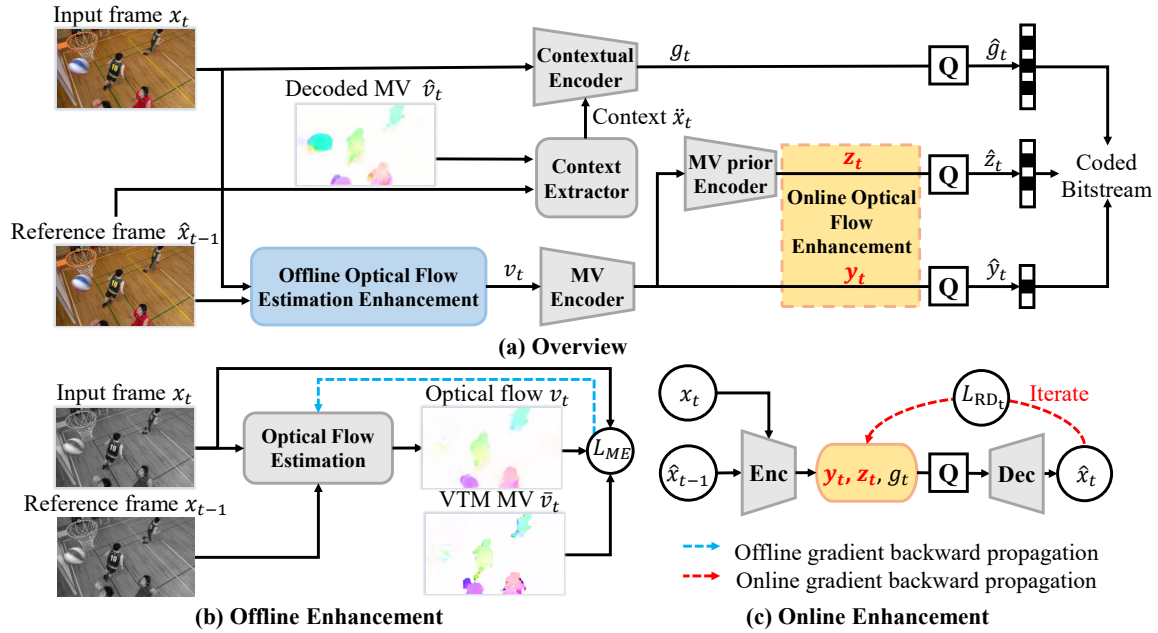 Input frame x_t
Contextual
Encoder
g_t
Q
ĝ_t
Decoded MV v̂_t
Context ẍ_t
Context
Extractor
MV prior
Encoder
z_t
Q
ẑ_t
Coded
Bitstream
Online Optical
Flow
Enhancement
Reference frame x̂_{t-1}
Offline Optical Flow
Estimation Enhancement
v_t
MV
Encoder
y_t
Q
ŷ_t
(a) Overview
Input frame x_t
Optical Flow
Estimation
Optical flow v_t
L_{ME}
Reference frame x_{t-1}
VTM MV v̄_t
(b) Offline Enhancement
x_t
L_{RD_t}
Iterate
x̂_{t-1}
Enc
y_t, z_t, g_t
Q
Dec
x̂_t
Offline gradient backward propagation
Online gradient backward propagation
(c) Online Enhancement